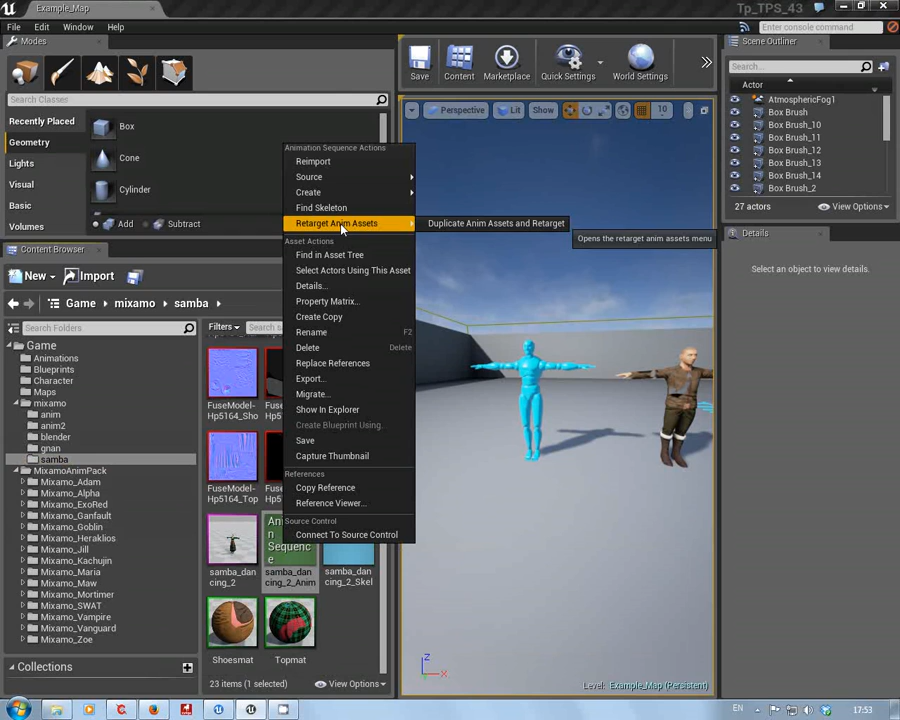 Example_Map
Tp_TPS_43
File Edit Window Help
Enter console command
Modes
Search Classes
Recently Placed
Geometry
Lights
Visual
Basic
Volumes
Box
Cone
Cylinder
Add Subtract
Save
Content
Marketplace
Quick Settings
World Settings
Perspective
Lit
Show
10
Scene Outliner
Search...
Actor
AtmosphericFog1
Box Brush
Box Brush_10
Box Brush_11
Box Brush_12
Box Brush_13
Box Brush_14
Box Brush_2
27 actors
View Options
Details
Select an object to view details.
Content Browser
New
Import
Game
mixamo
samba
Search Folders
Game
Animations
Blueprints
Character
Maps
mixamo
anim
anim2
blender
gnan
samba
MixamoAnimPack
Mixamo_Adam
Mixamo_Alpha
Mixamo_ExoRed
Mixamo_Ganfault
Mixamo_Goblin
Mixamo_Heraklios
Mixamo_Jill
Mixamo_Kachujin
Mixamo_Maria
Mixamo_Maw
Mixamo_Mortimer
Mixamo_SWAT
Mixamo_Vampire
Mixamo_Vanguard
Mixamo_Zoe
Collections
Filters
Search sa
FuseModel-
Hp5164_Sho
FuseModel-
Hp5164_Top
samba_dan
cing_2
samba_dan
cing_2_Anim
samba_dan
cing_2_Skel
Shoesmat
Topmat
23 items (1 selected)
View Options
Animation Sequence Actions
Reimport
Source
Create
Find Skeleton
Retarget Anim Assets
Duplicate Anim Assets and Retarget
Opens the retarget anim assets menu
Asset Actions
Find in Asset Tree
Select Actors Using This Asset
Details...
Property Matrix...
Create Copy
Rename F2
Delete Delete
Replace References
Export...
Migrate...
Show In Explorer
Create Blueprint Using...
Save
Capture Thumbnail
References
Copy Reference
Reference Viewer...
Source Control
Connect To Source Control
Z
X
Level: Example_Map (Persistent)
EN
17:53